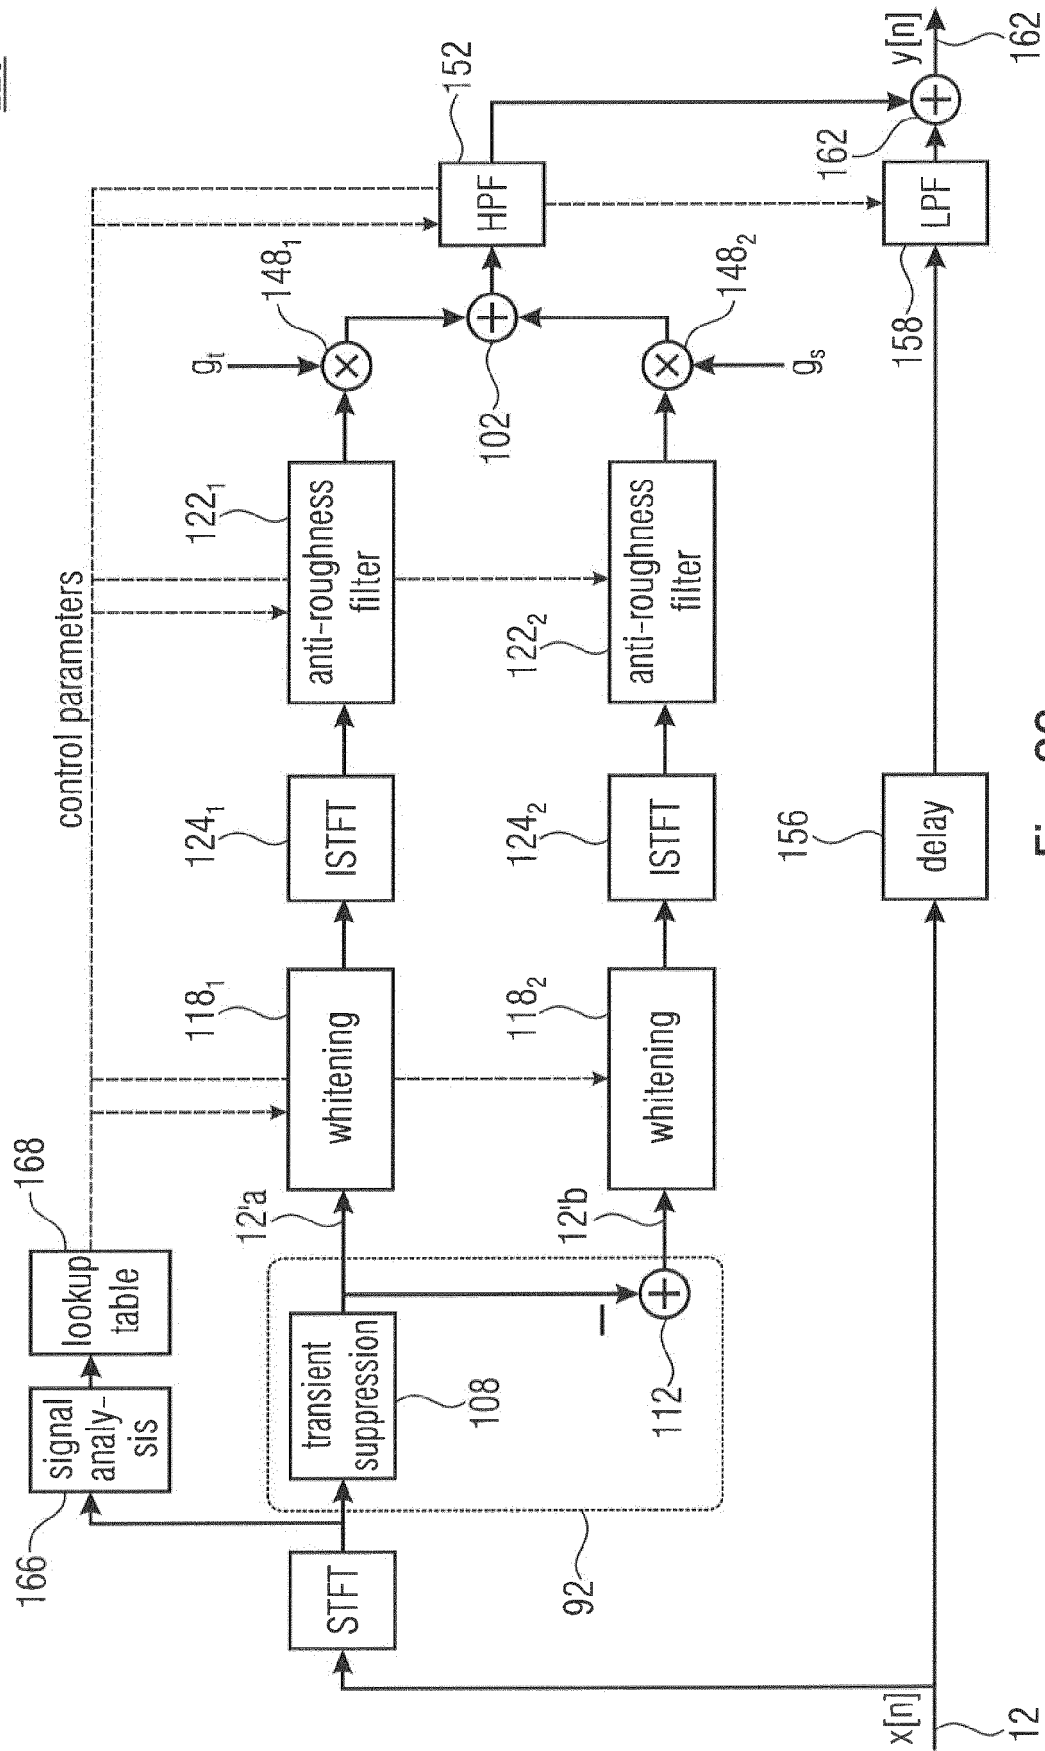 control parameters
166
signal
analy-
sis
168
lookup
table
STFT
transient
suppression
108
92
112
−
12'a
12'b
118₁
whitening
118₂
whitening
124₁
ISTFT
124₂
ISTFT
122₁
anti-roughness
filter
122₂
anti-roughness
filter
gₜ
148₁
×
102
+
gₛ
148₂
×
152
HPF
x[n]
12
156
delay
158
LPF
162
+
y[n]
162